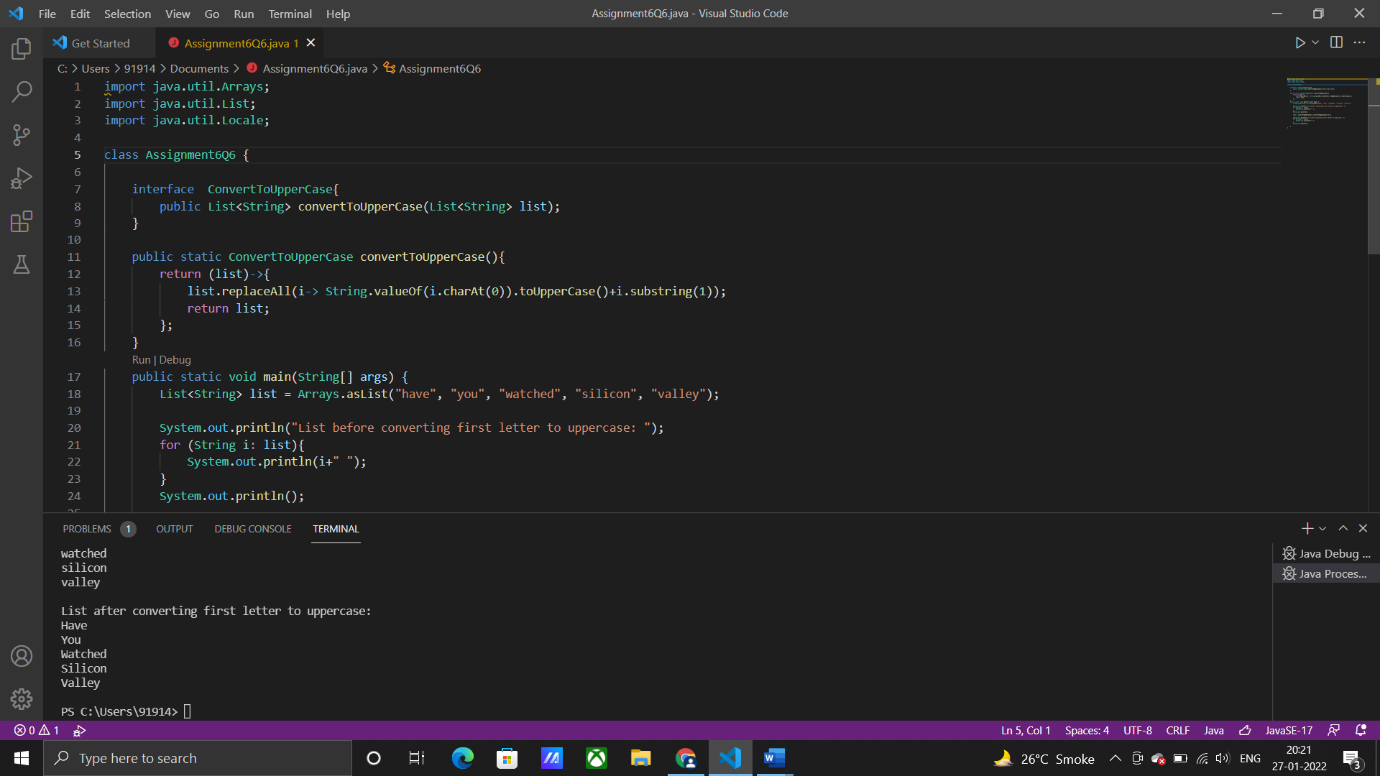 File Edit Selection View Go Run Terminal Help Assignment6Q6.java - Visual Studio Code
Get Started Assignment6Q6.java 1
C: > Users > 91914 > Documents > Assignment6Q6.java > Assignment6Q6
1 import java.util.Arrays;
2 import java.util.List;
3 import java.util.Locale;
4
5 class Assignment6Q6 {
6
7 interface  ConvertToUpperCase{
8 public List<String> convertToUpperCase(List<String> list);
9 }
10
11 public static ConvertToUpperCase convertToUpperCase(){
12 return (list)->{
13 list.replaceAll(i-> String.valueOf(i.charAt(0)).toUpperCase()+i.substring(1));
14 return list;
15 };
16 }
Run | Debug
17 public static void main(String[] args) {
18 List<String> list = Arrays.asList("have", "you", "watched", "silicon", "valley");
19
20 System.out.println("List before converting first letter to uppercase: ");
21 for (String i: list){
22 System.out.println(i+" ");
23 }
24 System.out.println();
PROBLEMS 1 OUTPUT DEBUG CONSOLE TERMINAL
watched
silicon
valley
List after converting first letter to uppercase:
Have
You
Watched
Silicon
Valley
PS C:\Users\91914>
Java Debug ...
Java Proces...
0 1 Ln 5, Col 1 Spaces: 4 UTF-8 CRLF Java JavaSE-17
Type here to search 26°C Smoke ENG 20:21
27-01-2022 3